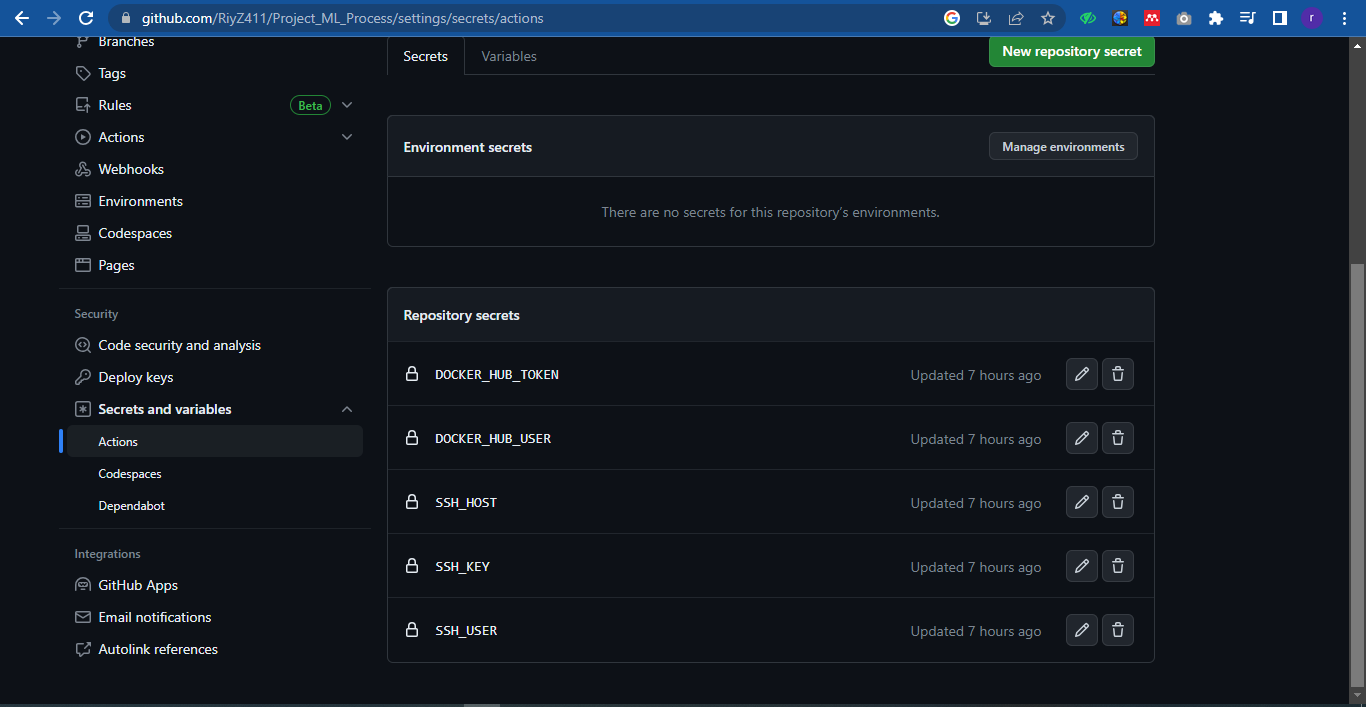 github.com/RiyZ411/Project_ML_Process/settings/secrets/actions
r
Branches
Tags
Rules
Beta
Actions
Webhooks
Environments
Codespaces
Pages
Security
Code security and analysis
Deploy keys
Secrets and variables
Actions
Codespaces
Dependabot
Integrations
GitHub Apps
Email notifications
Autolink references
Secrets
Variables
New repository secret
Environment secrets
Manage environments
There are no secrets for this repository’s environments.
Repository secrets
DOCKER_HUB_TOKEN Updated 7 hours ago
DOCKER_HUB_USER Updated 7 hours ago
SSH_HOST Updated 7 hours ago
SSH_KEY Updated 7 hours ago
SSH_USER Updated 7 hours ago